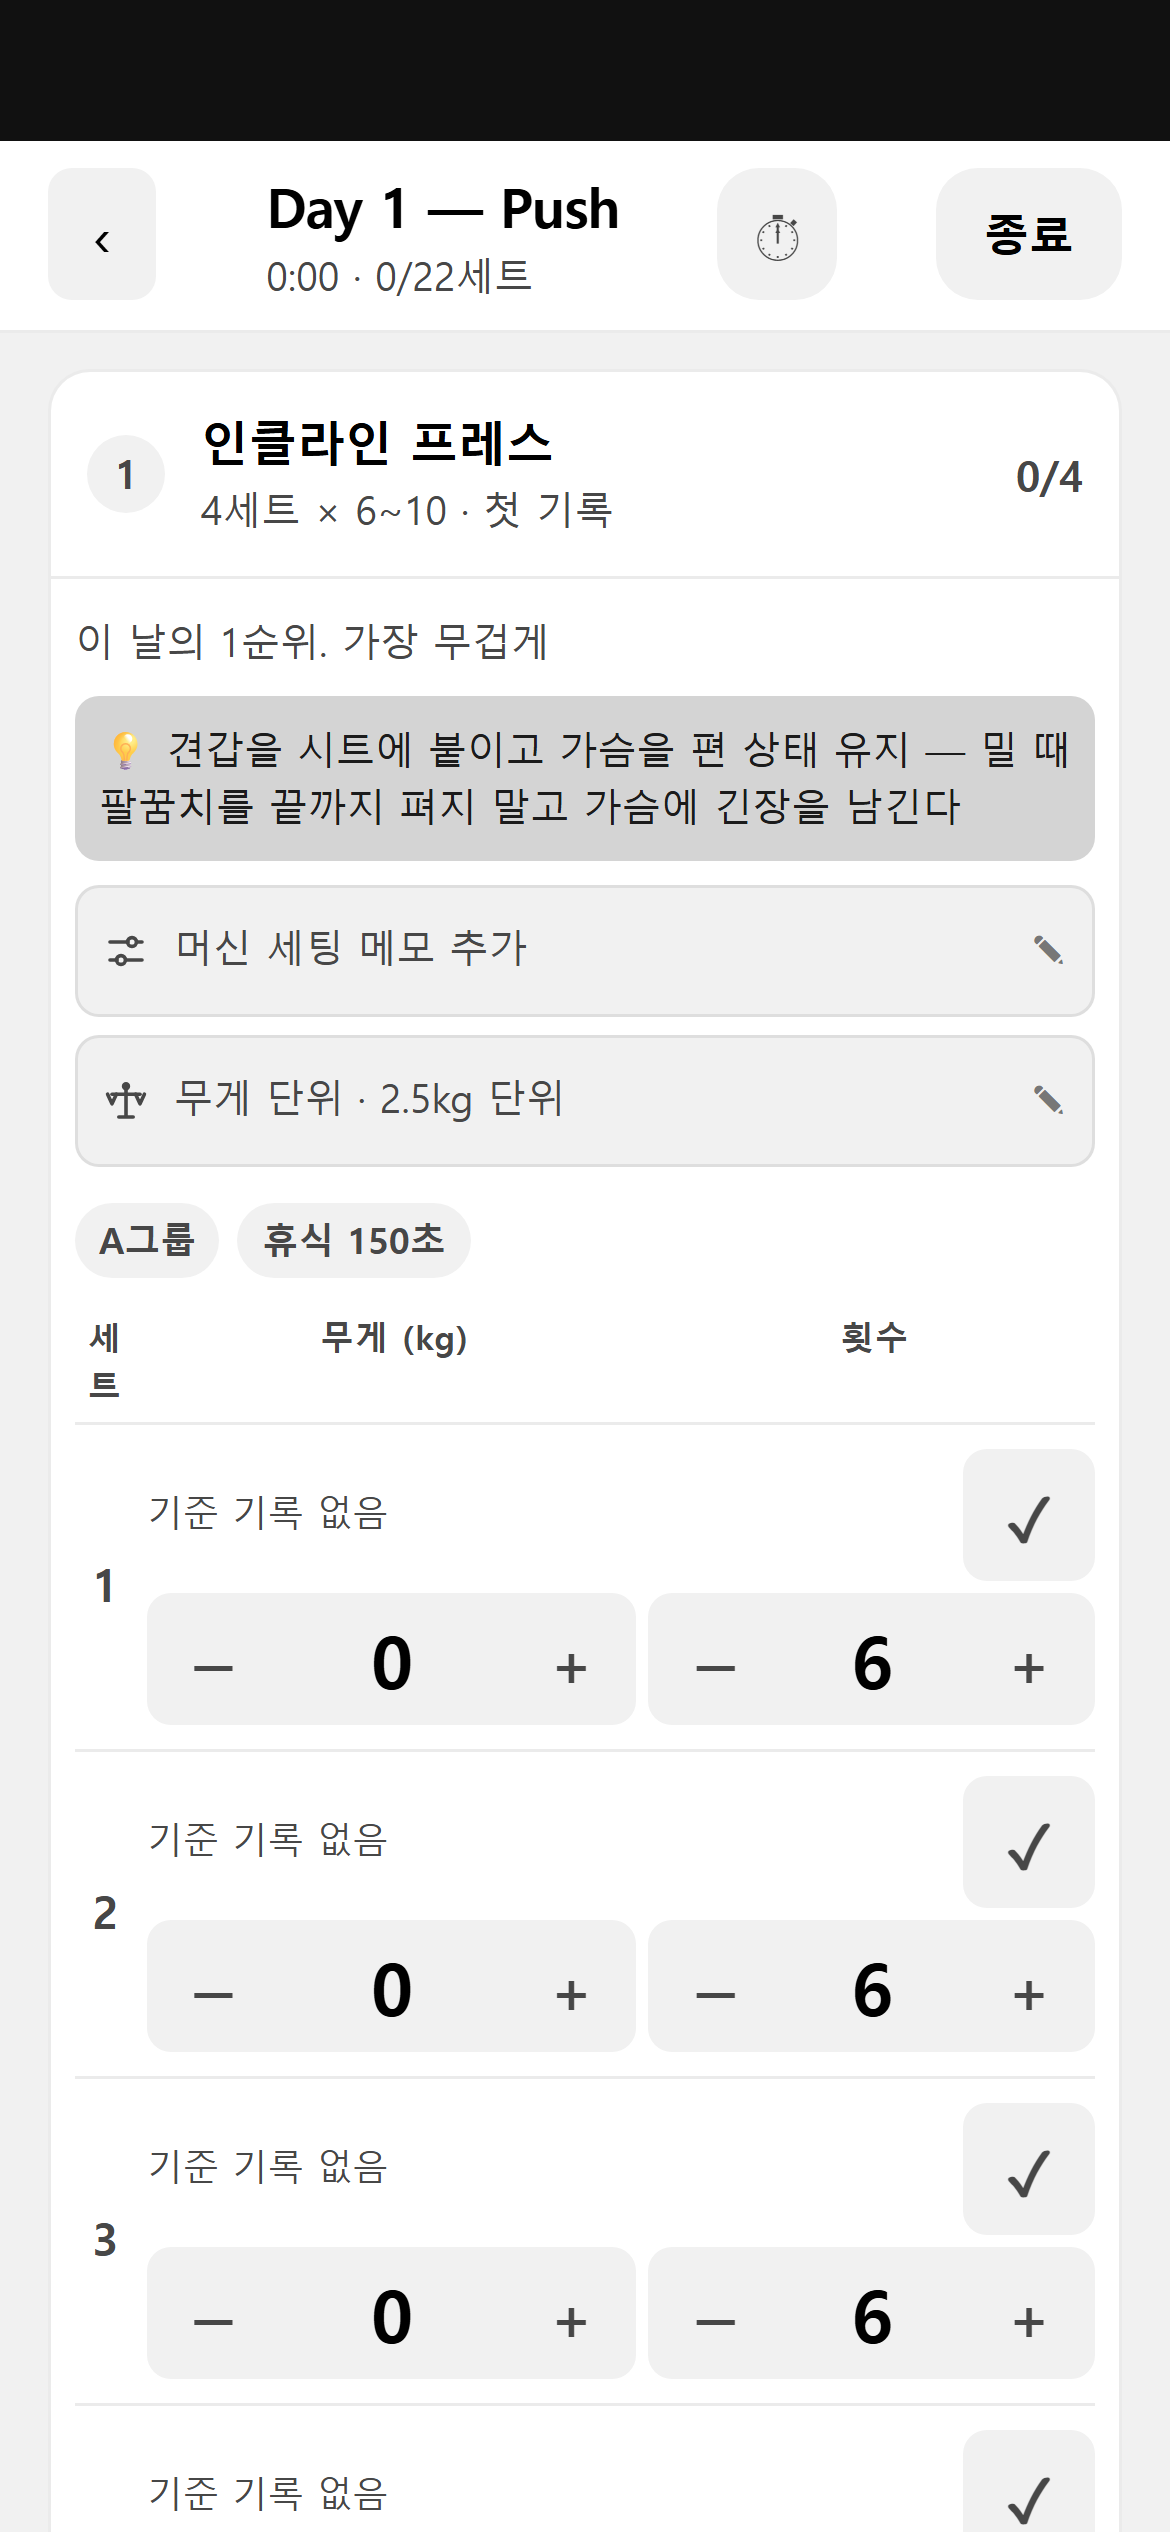 ‹
Day 1 — Push
0:00 · 0/22세트
종료
1
인클라인 프레스
4세트 × 6~10 · 첫 기록
0/4
이 날의 1순위. 가장 무겁게
💡 견갑을 시트에 붙이고 가슴을 편 상태 유지 — 밀 때
팔꿈치를 끝까지 펴지 말고 가슴에 긴장을 남긴다
머신 세팅 메모 추가
무게 단위 · 2.5kg 단위
A그룹 휴식 150초
세트 무게 (kg) 횟수
기준 기록 없음 ✓
1
− 0 + − 6 +
기준 기록 없음 ✓
2
− 0 + − 6 +
기준 기록 없음 ✓
3
− 0 + − 6 +
기준 기록 없음 ✓